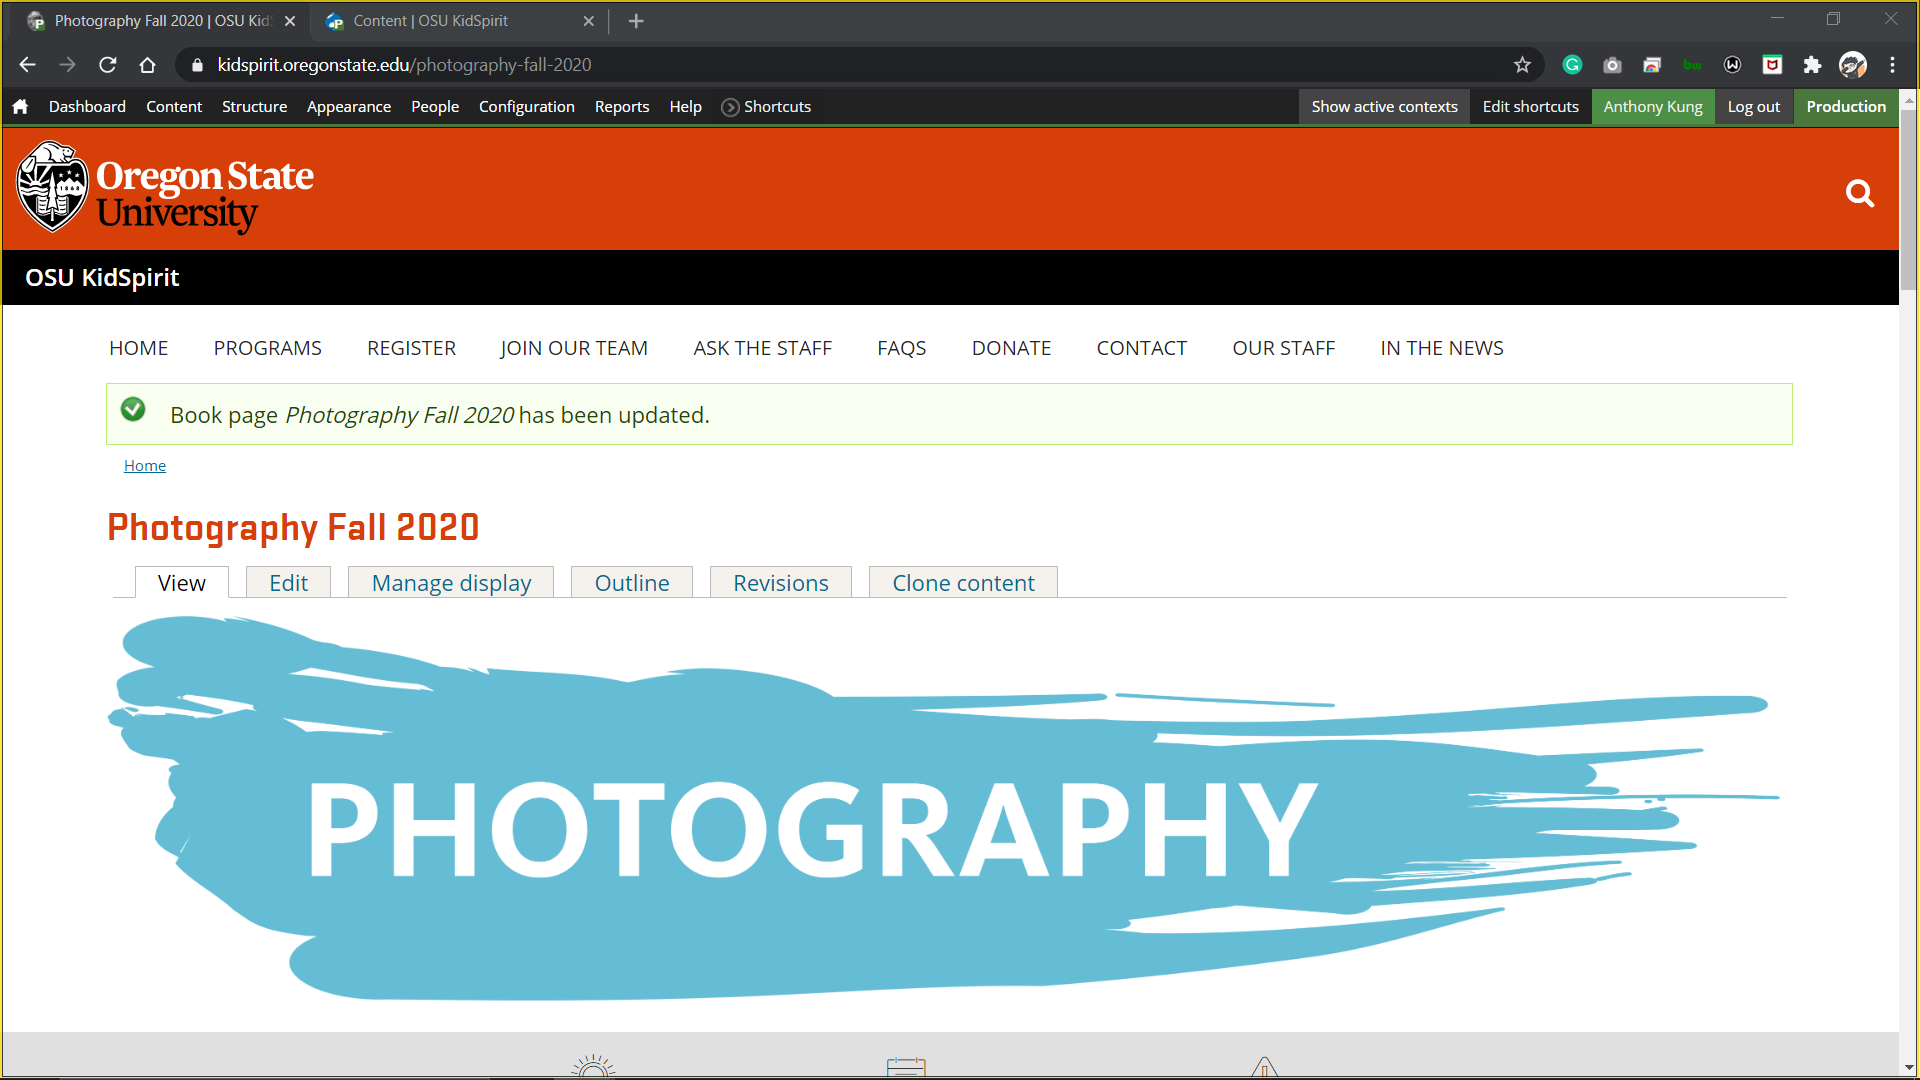 Photography Fall 2020 | OSU Kid
Content | OSU KidSpirit
kidspirit.oregonstate.edu/photography-fall-2020
Dashboard Content Structure Appearance People Configuration Reports Help Shortcuts Show active contexts Edit shortcuts Anthony Kung Log out Production
Oregon State
University
OSU KidSpirit
HOME PROGRAMS REGISTER JOIN OUR TEAM ASK THE STAFF FAQS DONATE CONTACT OUR STAFF IN THE NEWS
Book page Photography Fall 2020 has been updated.
Home
Photography Fall 2020
View Edit Manage display Outline Revisions Clone content
PHOTOGRAPHY